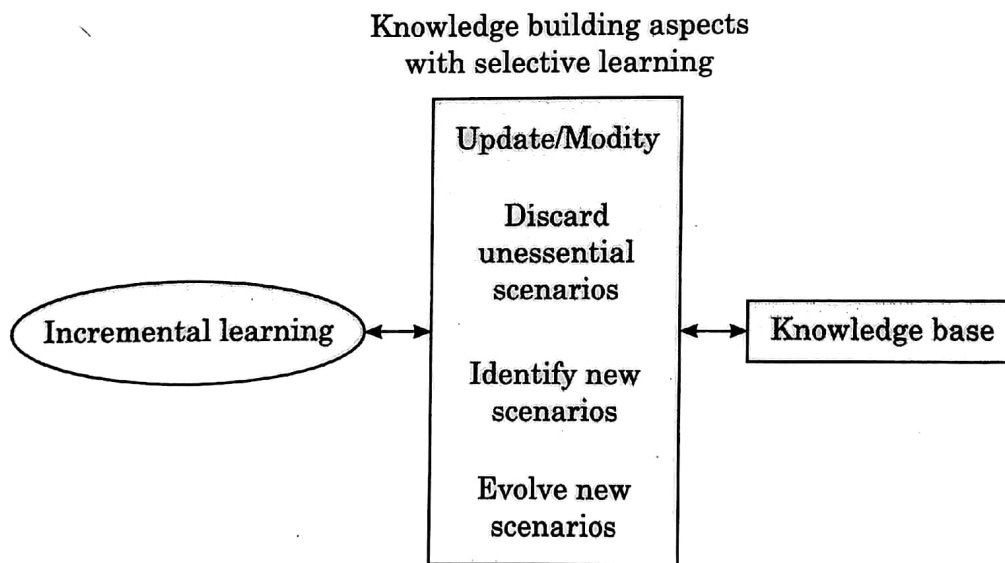 Knowledge building aspects
with selective learning
Update/Modity
Discard
unessential
scenarios
Incremental learning
Knowledge base
Identify new
scenarios
Evolve new
scenarios